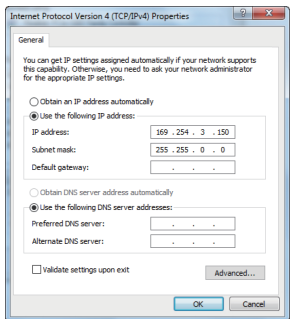 Internet Protocol Version 4 (TCP/IPv4) Properties
General
You can get IP settings assigned automatically if your network supports
this capability. Otherwise, you need to ask your network administrator
for the appropriate IP settings.
Obtain an IP address automatically
Use the following IP address:
IP address: 169 . 254 . 3 . 150
Subnet mask: 255 . 255 . 0 . 0
Default gateway: . . .
Obtain DNS server address automatically
Use the following DNS server addresses:
Preferred DNS server: . . .
Alternate DNS server: . . .
Validate settings upon exit
Advanced...
OK Cancel